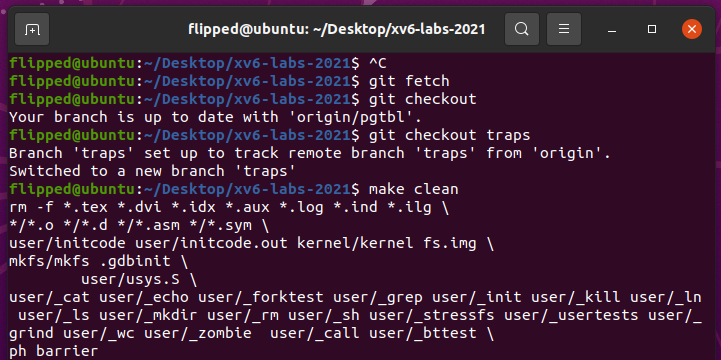 flipped@ubuntu: ~/Desktop/xv6-labs-2021
flipped@ubuntu:~/Desktop/xv6-labs-2021$ ^C
flipped@ubuntu:~/Desktop/xv6-labs-2021$ git fetch
flipped@ubuntu:~/Desktop/xv6-labs-2021$ git checkout
Your branch is up to date with 'origin/pgtbl'.
flipped@ubuntu:~/Desktop/xv6-labs-2021$ git checkout traps
Branch 'traps' set up to track remote branch 'traps' from 'origin'.
Switched to a new branch 'traps'
flipped@ubuntu:~/Desktop/xv6-labs-2021$ make clean
rm -f *.tex *.dvi *.idx *.aux *.log *.ind *.ilg \
*/*.o */*.d */*.asm */*.sym \
user/initcode user/initcode.out kernel/kernel fs.img \
mkfs/mkfs .gdbinit \
        user/usys.S \
user/_cat user/_echo user/_forktest user/_grep user/_init user/_kill user/_ln
 user/_ls user/_mkdir user/_rm user/_sh user/_stressfs user/_usertests user/_
grind user/_wc user/_zombie  user/_call user/_bttest \
ph barrier